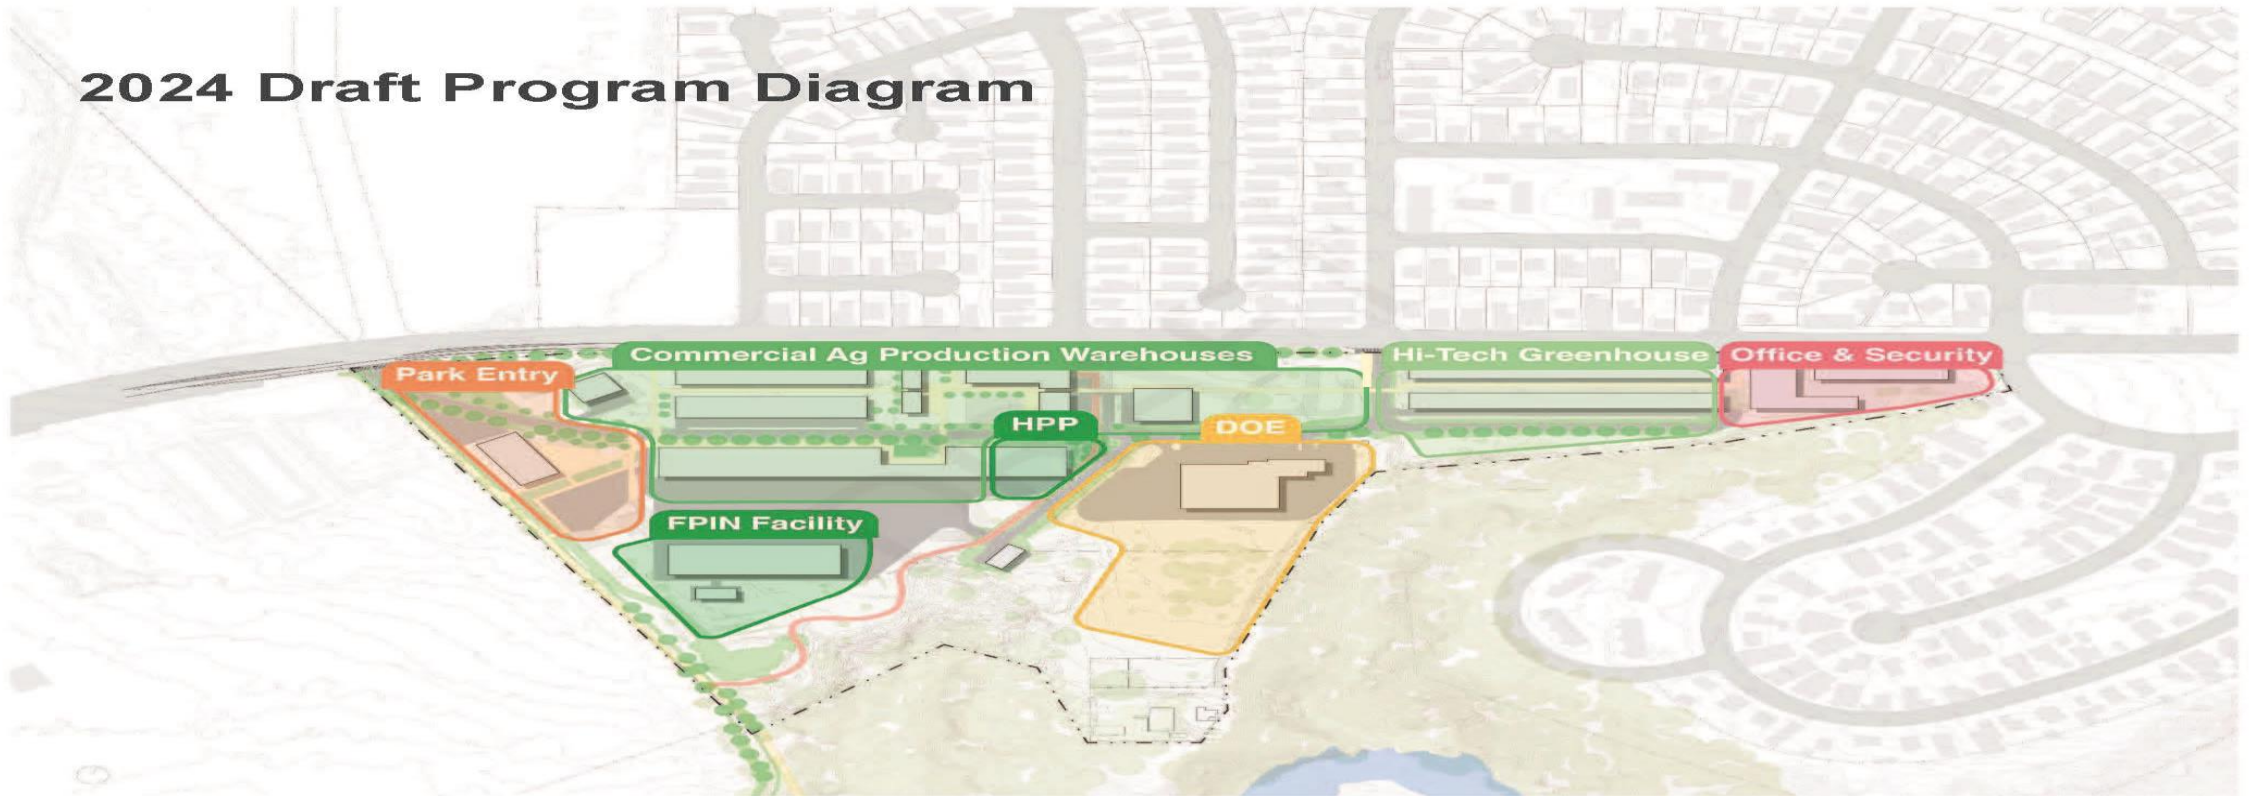 2024 Draft Program Diagram
Commercial Ag Production Warehouses
Hi-Tech Greenhouse
Office & Security
Park Entry
HPP
DOE
FPIN Facility